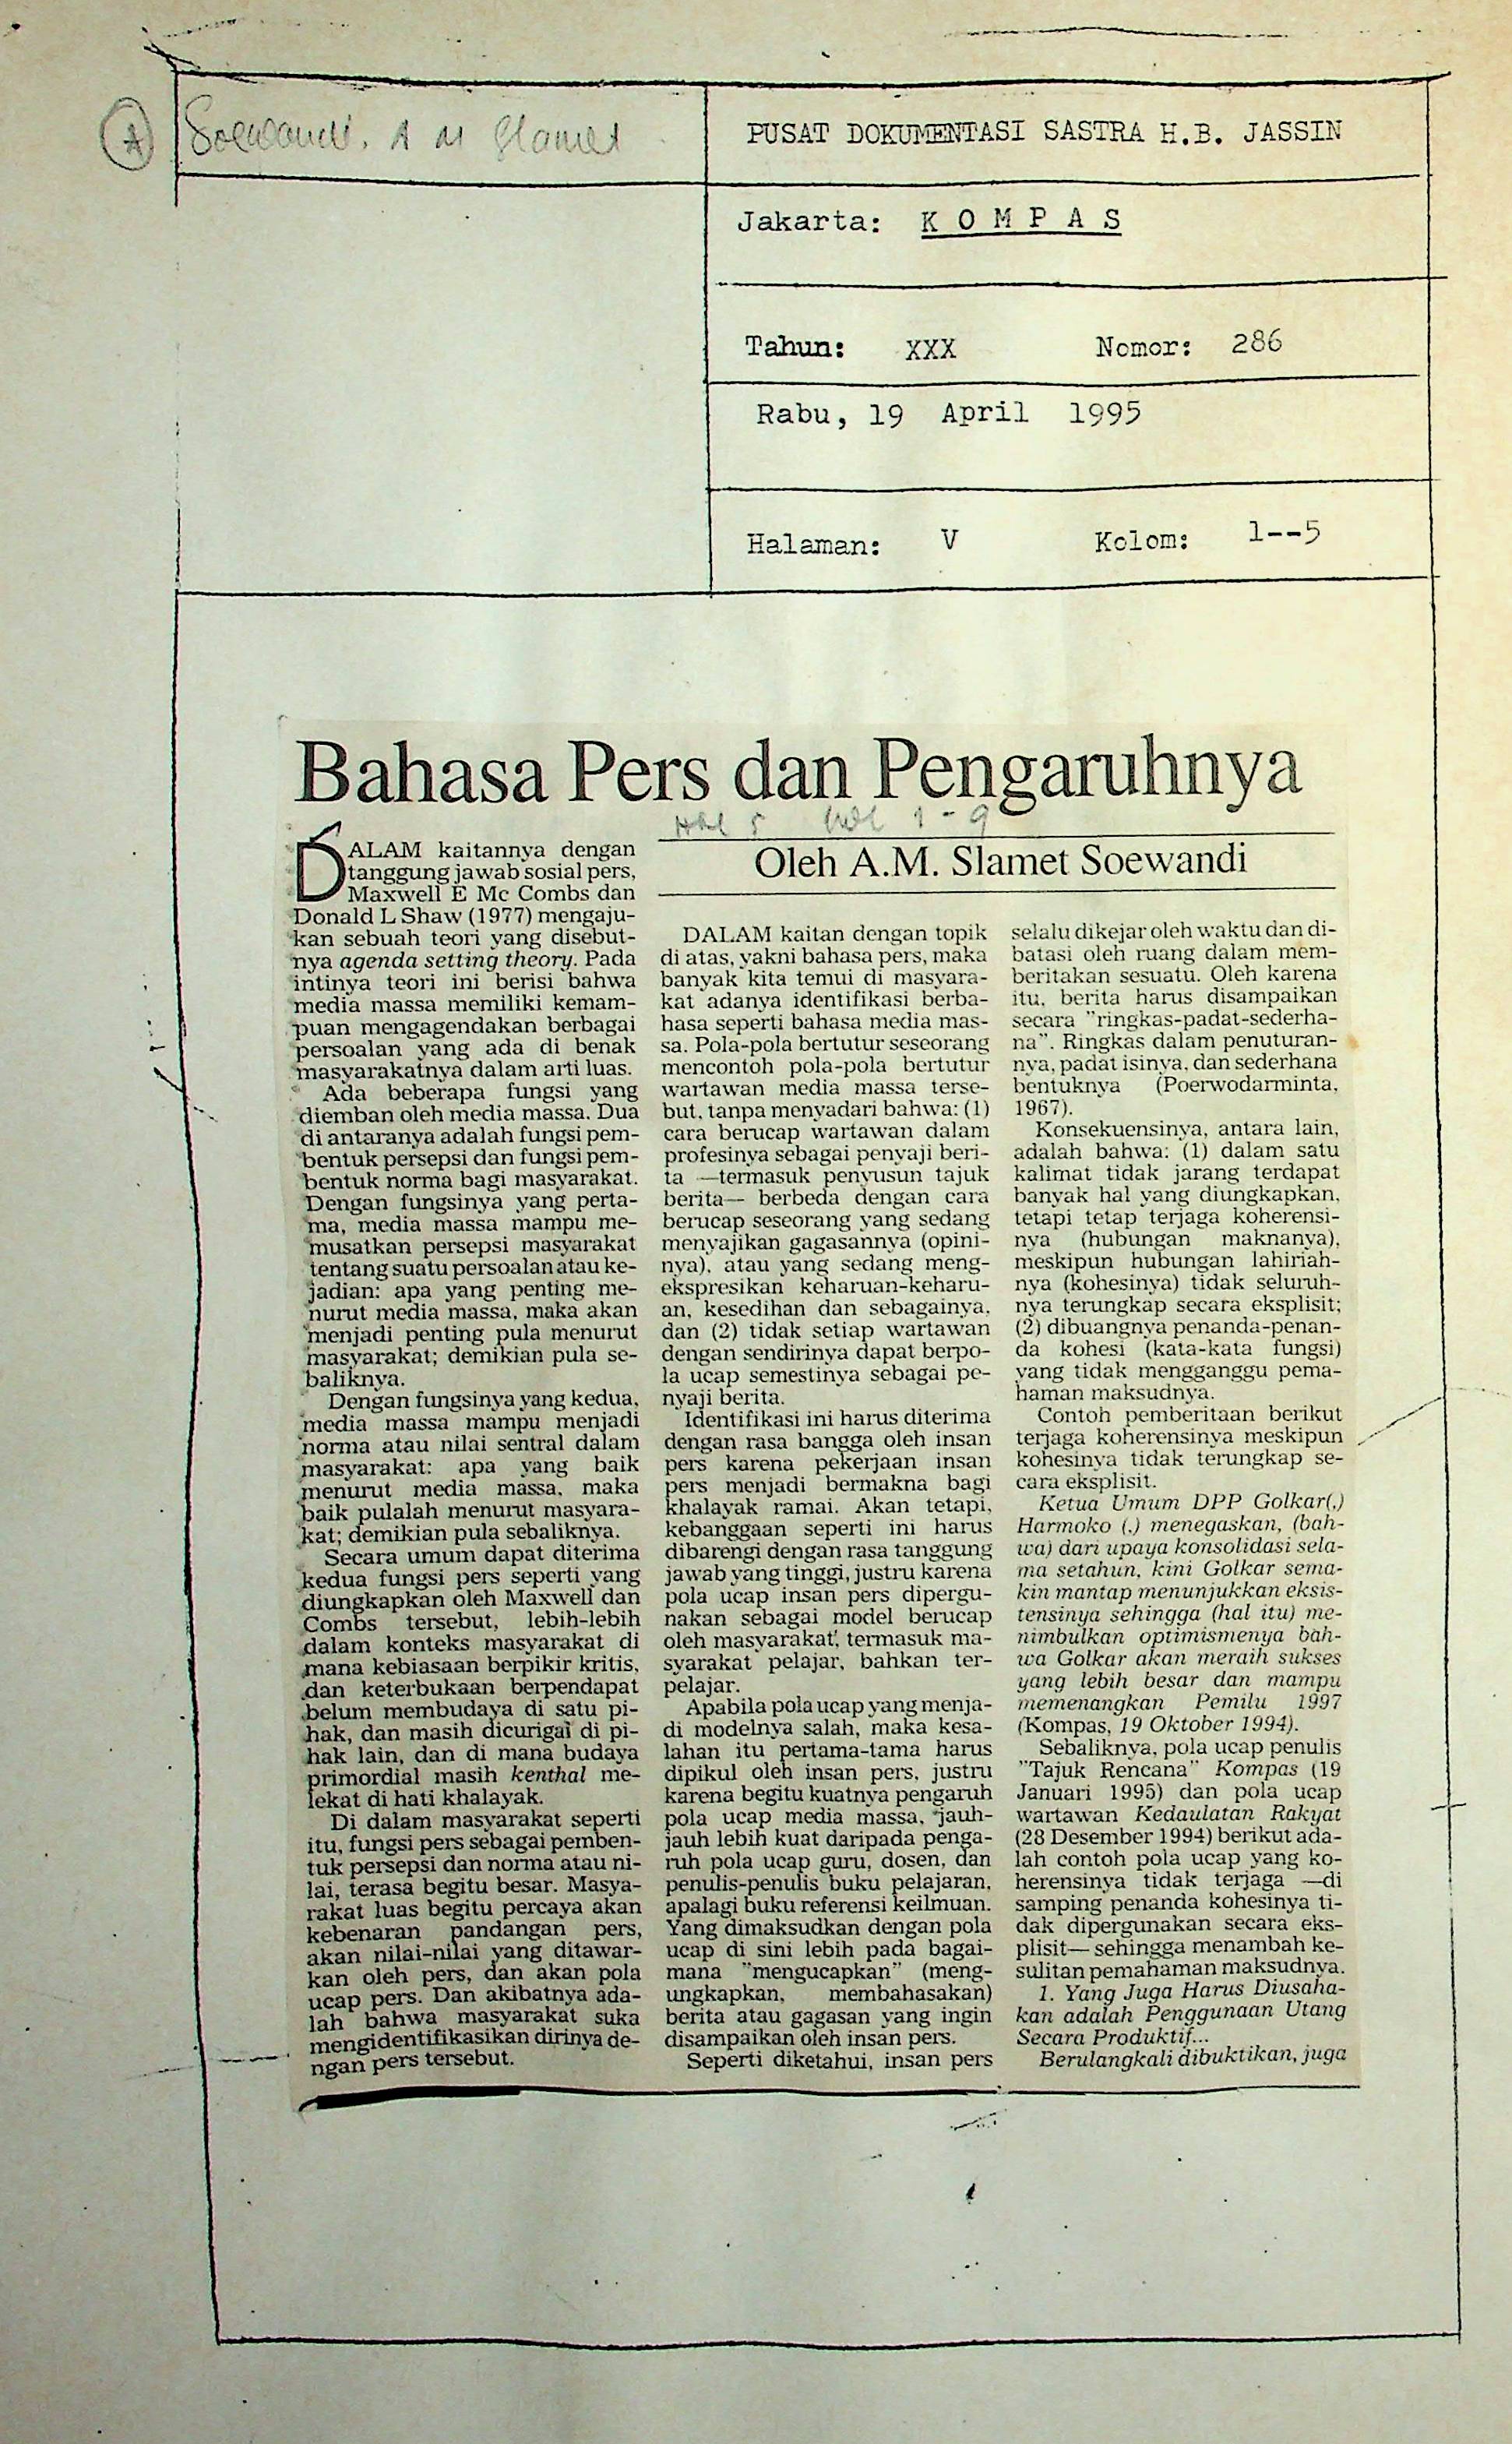 A
Soewandi, A M Slamet
PUSAT DOKUMENTASI SASTRA H.B. JASSIN
Jakarta: K O M P A S
Tahun: XXX Nomor: 286
Rabu, 19 April 1995
Halaman: V Kolom: 1--5
Bahasa Pers dan Pengaruhnya
Hal 5 Kol 1-9
Oleh A.M. Slamet Soewandi
DALAM kaitannya dengan
tanggung jawab sosial pers,
Maxwell E Mc Combs dan
Donald L Shaw (1977) mengaju-
kan sebuah teori yang disebut-
nya agenda setting theory. Pada
intinya teori ini berisi bahwa
media massa memiliki kemam-
puan mengagendakan berbagai
persoalan yang ada di benak
masyarakatnya dalam arti luas.
Ada beberapa fungsi yang
diemban oleh media massa. Dua
di antaranya adalah fungsi pem-
bentuk persepsi dan fungsi pem-
bentuk norma bagi masyarakat.
Dengan fungsinya yang perta-
ma, media massa mampu me-
musatkan persepsi masyarakat
tentang suatu persoalan atau ke-
jadian: apa yang penting me-
nurut media massa, maka akan
menjadi penting pula menurut
masyarakat; demikian pula se-
baliknya.
Dengan fungsinya yang kedua,
media massa mampu menjadi
norma atau nilai sentral dalam
masyarakat: apa yang baik
menurut media massa, maka
baik pulalah menurut masyara-
kat; demikian pula sebaliknya.
Secara umum dapat diterima
kedua fungsi pers seperti yang
diungkapkan oleh Maxwell dan
Combs tersebut, lebih-lebih
dalam konteks masyarakat di
mana kebiasaan berpikir kritis,
dan keterbukaan berpendapat
belum membudaya di satu pi-
hak, dan masih dicurigai di pi-
hak lain, dan di mana budaya
primordial masih kenthal me-
lekat di hati khalayak.
Di dalam masyarakat seperti
itu, fungsi pers sebagai pemben-
tuk persepsi dan norma atau ni-
lai, terasa begitu besar. Masya-
rakat luas begitu percaya akan
kebenaran pandangan pers,
akan nilai-nilai yang ditawar-
kan oleh pers, dan akan pola
ucap pers. Dan akibatnya ada-
lah bahwa masyarakat suka
mengidentifikasikan dirinya de-
ngan pers tersebut.
DALAM kaitan dengan topik
di atas, yakni bahasa pers, maka
banyak kita temui di masyara-
kat adanya identifikasi berba-
hasa seperti bahasa media mas-
sa. Pola-pola bertutur seseorang
mencontoh pola-pola bertutur
wartawan media massa terse-
but, tanpa menyadari bahwa: (1)
cara berucap wartawan dalam
profesinya sebagai penyaji beri-
ta —termasuk penyusun tajuk
berita— berbeda dengan cara
berucap seseorang yang sedang
menyajikan gagasannya (opini-
nya), atau yang sedang meng-
ekspresikan keharuan-keharu-
an, kesedihan dan sebagainya,
dan (2) tidak setiap wartawan
dengan sendirinya dapat berpo-
la ucap semestinya sebagai pe-
nyaji berita.
Identifikasi ini harus diterima
dengan rasa bangga oleh insan
pers karena pekerjaan insan
pers menjadi bermakna bagi
khalayak ramai. Akan tetapi,
kebanggaan seperti ini harus
dibarengi dengan rasa tanggung
jawab yang tinggi, justru karena
pola ucap insan pers dipergu-
nakan sebagai model berucap
oleh masyarakat, termasuk ma-
syarakat pelajar, bahkan ter-
pelajar.
Apabila pola ucap yang menja-
di modelnya salah, maka kesa-
lahan itu pertama-tama harus
dipikul oleh insan pers, justru
karena begitu kuatnya pengaruh
pola ucap media massa, jauh-
jauh lebih kuat daripada penga-
ruh pola ucap guru, dosen, dan
penulis-penulis buku pelajaran,
apalagi buku referensi keilmuan.
Yang dimaksudkan dengan pola
ucap di sini lebih pada bagai-
mana "mengucapkan" (meng-
ungkapkan, membahasakan)
berita atau gagasan yang ingin
disampaikan oleh insan pers.
Seperti diketahui, insan pers
selalu dikejar oleh waktu dan di-
batasi oleh ruang dalam mem-
beritakan sesuatu. Oleh karena
itu, berita harus disampaikan
secara "ringkas-padat-sederha-
na". Ringkas dalam penuturan-
nya, padat isinya, dan sederhana
bentuknya (Poerwodarminta,
1967).
Konsekuensinya, antara lain,
adalah bahwa: (1) dalam satu
kalimat tidak jarang terdapat
banyak hal yang diungkapkan,
tetapi tetap terjaga koherensi-
nya (hubungan maknanya),
meskipun hubungan lahiriah-
nya (kohesinya) tidak seluruh-
nya terungkap secara eksplisit;
(2) dibuangnya penanda-penan-
da kohesi (kata-kata fungsi)
yang tidak mengganggu pema-
haman maksudnya.
Contoh pemberitaan berikut
terjaga koherensinya meskipun
kohesinya tidak terungkap se-
cara eksplisit.
Ketua Umum DPP Golkar(,)
Harmoko (,) menegaskan, (bah-
wa) dari upaya konsolidasi sela-
ma setahun, kini Golkar sema-
kin mantap menunjukkan eksis-
tensinya sehingga (hal itu) me-
nimbulkan optimismenya bah-
wa Golkar akan meraih sukses
yang lebih besar dan mampu
memenangkan Pemilu 1997
(Kompas, 19 Oktober 1994).
Sebaliknya, pola ucap penulis
"Tajuk Rencana" Kompas (19
Januari 1995) dan pola ucap
wartawan Kedaulatan Rakyat
(28 Desember 1994) berikut ada-
lah contoh pola ucap yang ko-
herensinya tidak terjaga —di
samping penanda kohesinya ti-
dak dipergunakan secara eks-
plisit— sehingga menambah ke-
sulitan pemahaman maksudnya.
1. Yang Juga Harus Diusaha-
kan adalah Penggunaan Utang
Secara Produktif...
Berulangkali dibuktikan, juga